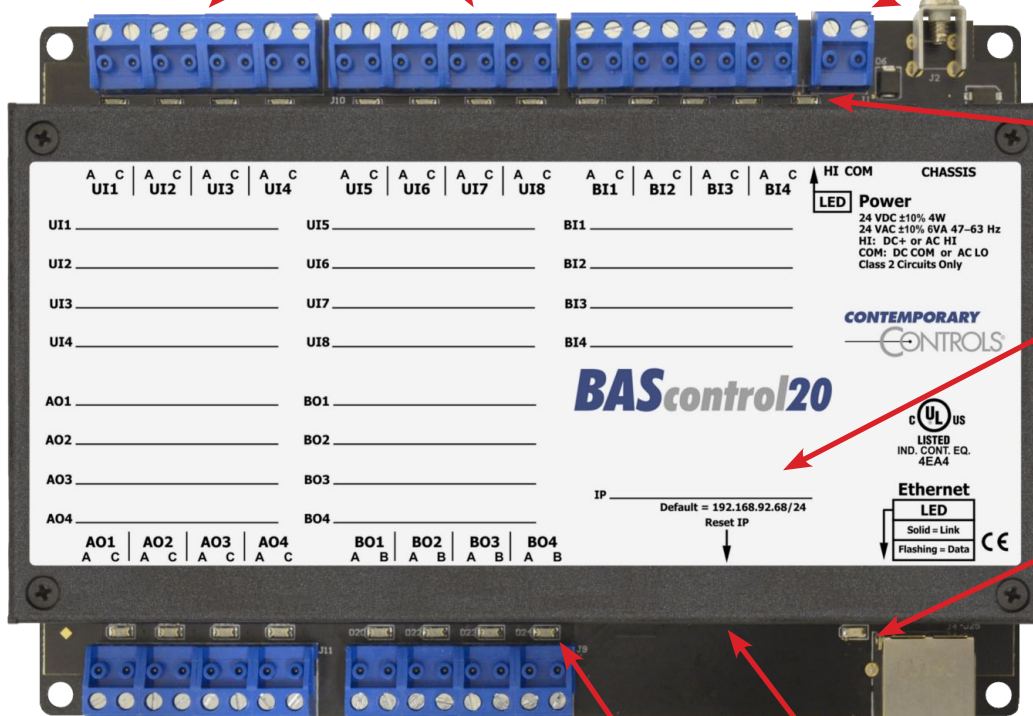 J2
J10
A C A C A C A C
UI1 UI2 UI3 UI4
A C A C A C A C
UI5 UI6 UI7 UI8
A C A C A C A C
BI1 BI2 BI3 BI4
HI COM
CHASSIS
LED Power
24 VDC ±10% 4W
24 VAC ±10% 6VA 47–63 Hz
HI: DC+ or AC HI
COM: DC COM or AC LO
Class 2 Circuits Only
UI1
UI2
UI3
UI4
UI5
UI6
UI7
UI8
BI1
BI2
BI3
BI4
CONTEMPORARY
CONTROLS
BAScontrol20
AO1
AO2
AO3
AO4
BO1
BO2
BO3
BO4
IP
Default = 192.168.92.68/24
Reset IP
C UL US
LISTED
IND. CONT. EQ.
4EA4
Ethernet
LED
Solid = Link
Flashing = Data
CE
AO1 AO2 AO3 AO4
A C A C A C A C
BO1 BO2 BO3 BO4
A B A B A B A B
D20 D22 D23 D24
J11
J9